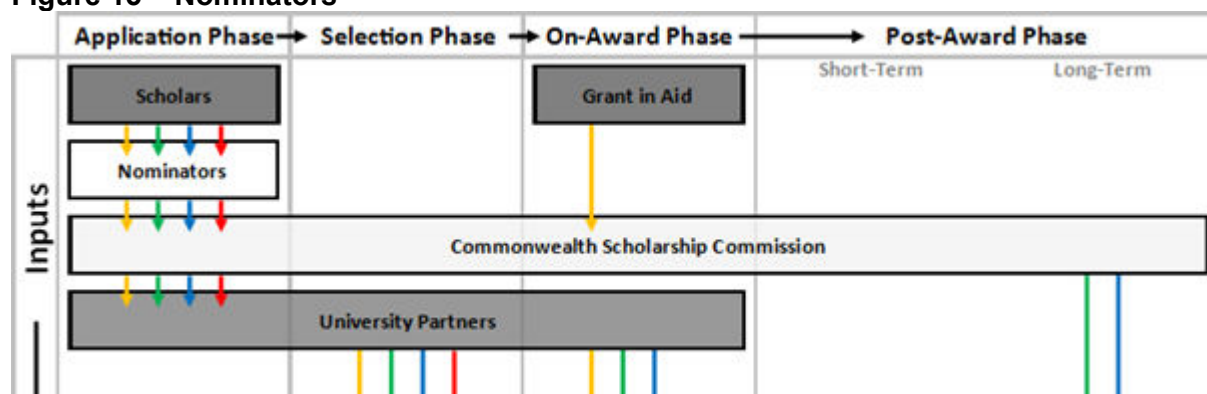 Figure 10 – Nominators
Application Phase Selection Phase On-Award Phase Post-Award Phase
Short-Term Long-Term
Scholars Grant in Aid
Nominators
Inputs
Commonwealth Scholarship Commission
University Partners